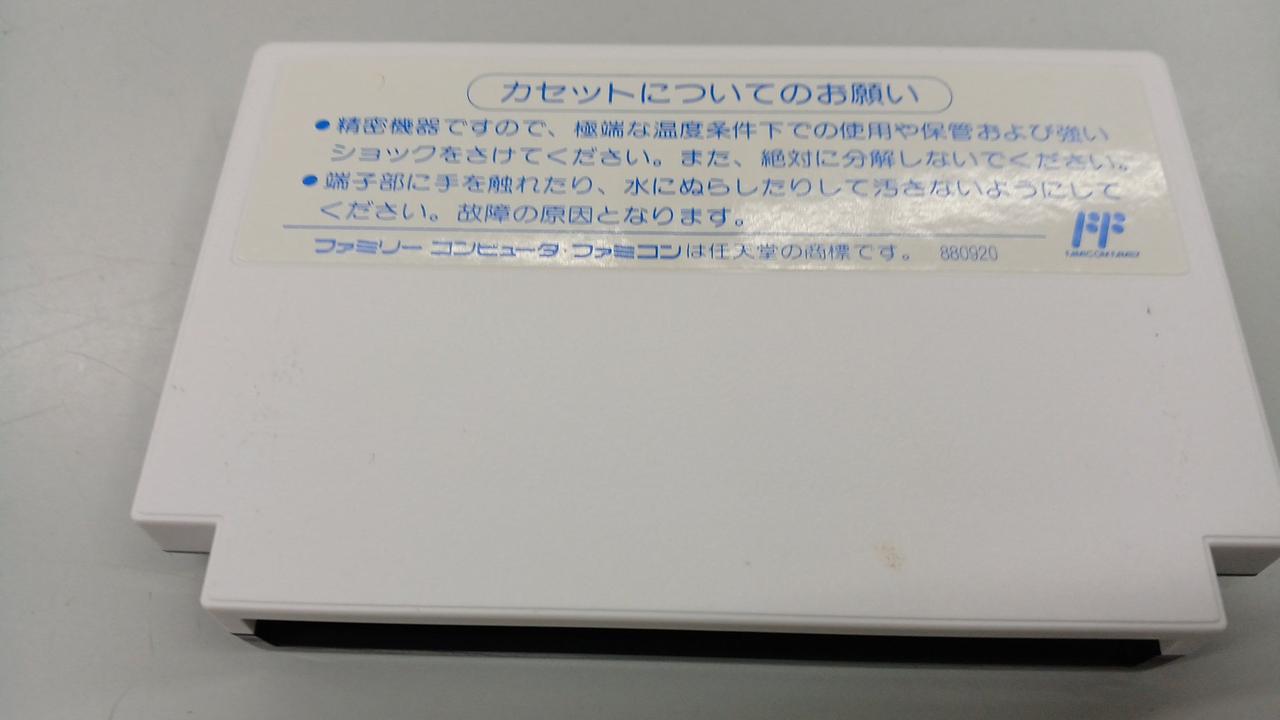 カセットについてのお願い
●精密機器ですので、極端な温度条件下での使用や保管および強い
ショックをさけてください。また、絶対に分解しないでください。
●端子部に手を触れたり、水にぬらしたりして汚さないようにして
ください。故障の原因となります。
ファミリー コンピュータ ファミコンは任天堂の商標です。 880920
FF
FAMICOM FAMILY